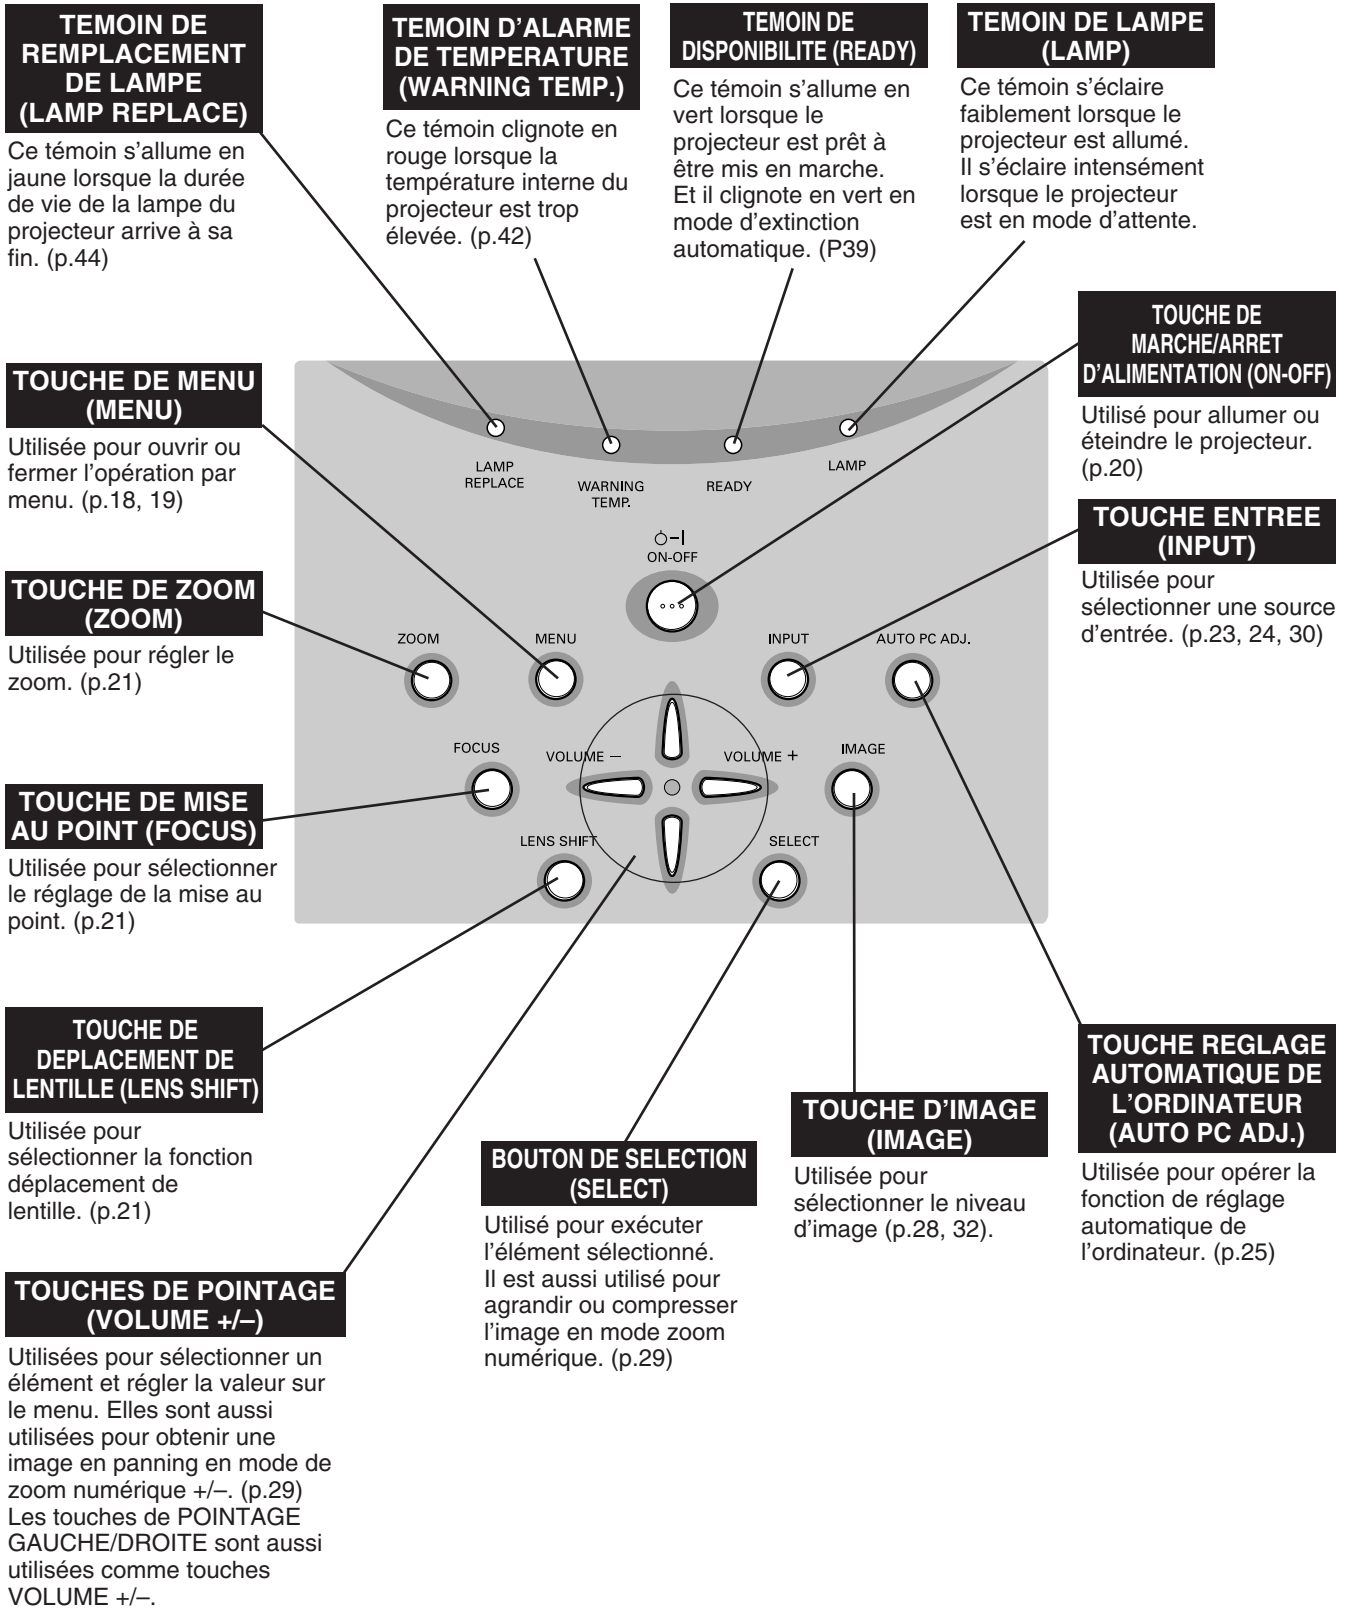 TEMOIN DE
REMPLACEMENT
DE LAMPE
(LAMP REPLACE)
Ce témoin s’allume en
jaune lorsque la durée
de vie de la lampe du
projecteur arrive à sa
fin. (p.44)
TEMOIN D’ALARME
DE TEMPERATURE
(WARNING TEMP.)
Ce témoin clignote en
rouge lorsque la
température interne du
projecteur est trop
élevée. (p.42)
TEMOIN DE
DISPONIBILITE (READY)
Ce témoin s’allume en
vert lorsque le
projecteur est prêt à
être mis en marche.
Et il clignote en vert en
mode d’extinction
automatique. (P39)
TEMOIN DE LAMPE
(LAMP)
Ce témoin s’éclaire
faiblement lorsque le
projecteur est allumé.
Il s’éclaire intensément
lorsque le projecteur
est en mode d’attente.
TOUCHE DE
MARCHE/ARRET
D’ALIMENTATION (ON-OFF)
Utilisé pour allumer ou
éteindre le projecteur.
(p.20)
TOUCHE DE MENU
(MENU)
Utilisée pour ouvrir ou
fermer l’opération par
menu. (p.18, 19)
TOUCHE ENTREE
(INPUT)
Utilisée pour
sélectionner une source
d’entrée. (p.23, 24, 30)
TOUCHE DE ZOOM
(ZOOM)
Utilisée pour régler le
zoom. (p.21)
LAMP
REPLACE
WARNING
TEMP.
READY
LAMP
ON-OFF
ZOOM
MENU
INPUT
AUTO PC ADJ.
FOCUS
VOLUME –
VOLUME +
IMAGE
LENS SHIFT
SELECT
TOUCHE DE MISE
AU POINT (FOCUS)
Utilisée pour sélectionner
le réglage de la mise au
point. (p.21)
TOUCHE DE
DEPLACEMENT DE
LENTILLE (LENS SHIFT)
Utilisée pour
sélectionner la fonction
déplacement de
lentille. (p.21)
TOUCHE REGLAGE
AUTOMATIQUE DE
L’ORDINATEUR
(AUTO PC ADJ.)
Utilisée pour opérer la
fonction de réglage
automatique de
l’ordinateur. (p.25)
TOUCHE D’IMAGE
(IMAGE)
Utilisée pour
sélectionner le niveau
d’image (p.28, 32).
BOUTON DE SELECTION
(SELECT)
Utilisé pour exécuter
l’élément sélectionné.
Il est aussi utilisé pour
agrandir ou compresser
l’image en mode zoom
numérique. (p.29)
TOUCHES DE POINTAGE
(VOLUME +/–)
Utilisées pour sélectionner un
élément et régler la valeur sur
le menu. Elles sont aussi
utilisées pour obtenir une
image en panning en mode de
zoom numérique +/–. (p.29)
Les touches de POINTAGE
GAUCHE/DROITE sont aussi
utilisées comme touches
VOLUME +/–.